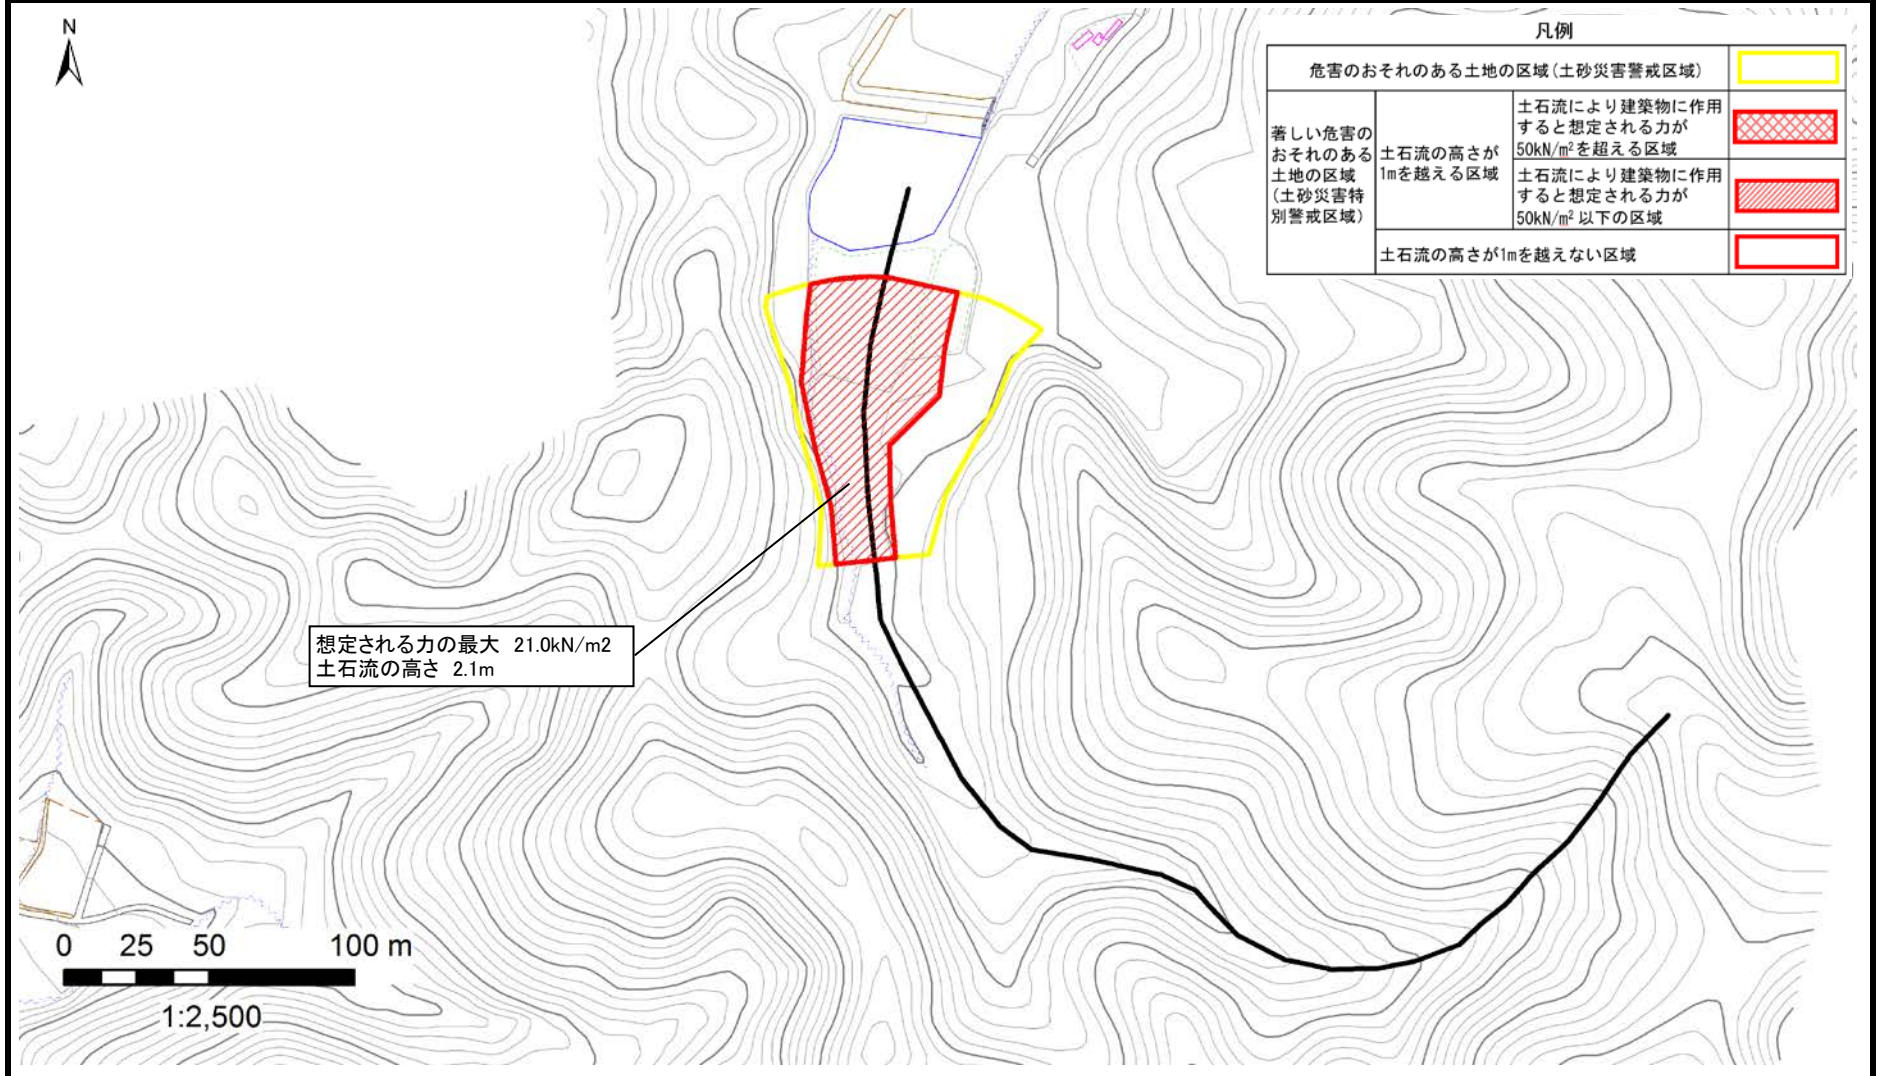 N
凡例
危害のおそれのある土地の区域(土砂災害警戒区域)
著しい危害の
おそれのある
土地の区域
(土砂災害特
別警戒区域)
土石流の高さが
1mを越える区域
土石流により建築物に作用
すると想定される力が
50kN/m²を超える区域
土石流により建築物に作用
すると想定される力が
50kN/m²以下の区域
土石流の高さが1mを越えない区域
想定される力の最大 21.0kN/m2
土石流の高さ 2.1m
0 25 50 100 m
1:2,500